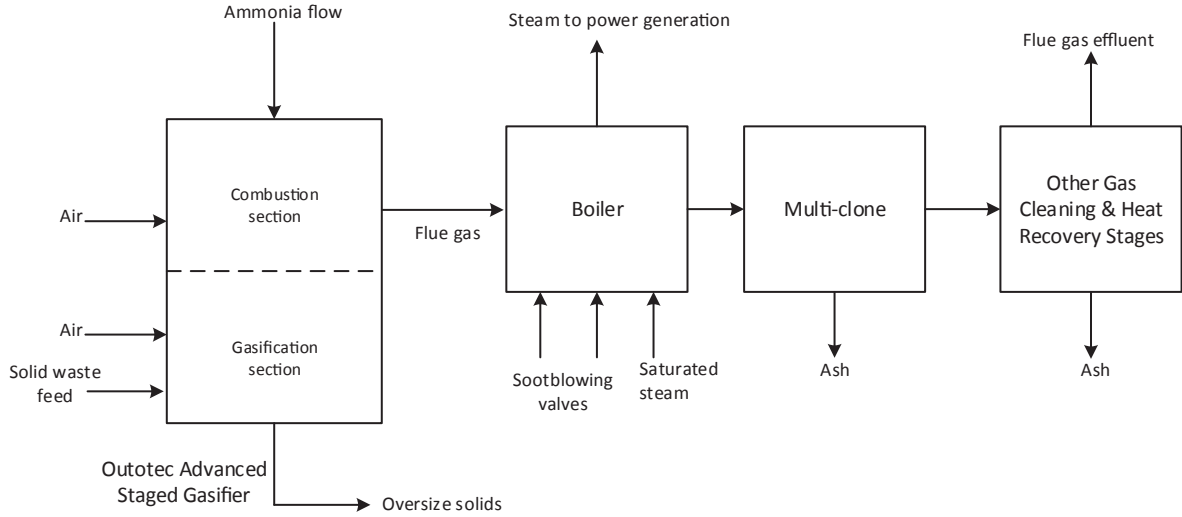 Ammonia flow
Steam to power generation
Flue gas effluent
Combustion
section
Air
Flue gas
Boiler
Multi-clone
Other Gas
Cleaning & Heat
Recovery Stages
Air
Gasification
section
Solid waste
feed
Sootblowing
valves
Saturated
steam
Ash
Ash
Outotec Advanced
Staged Gasifier
Oversize solids